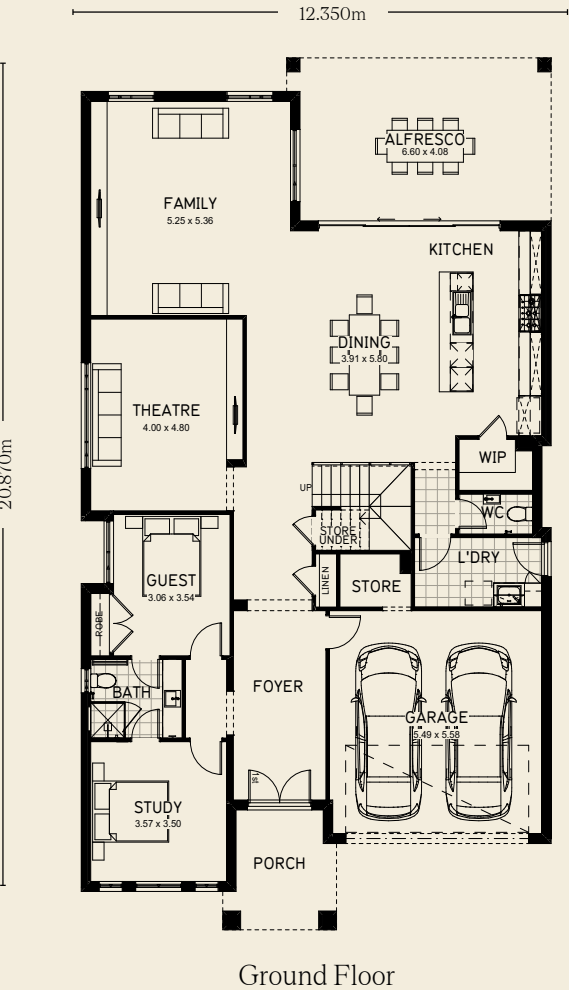 12.350m
20.870m
ALFRESCO
6.60 x 4.08
FAMILY
5.25 x 5.36
KITCHEN
DINING
3.91 x 5.80
THEATRE
4.00 x 4.80
WIP
UP
WC
STORE
UNDER
L'DRY
LINEN
STORE
GUEST
3.06 x 3.54
ROBE
BATH
FOYER
GARAGE
5.49 x 5.58
1st
STUDY
3.57 x 3.50
PORCH
Ground Floor